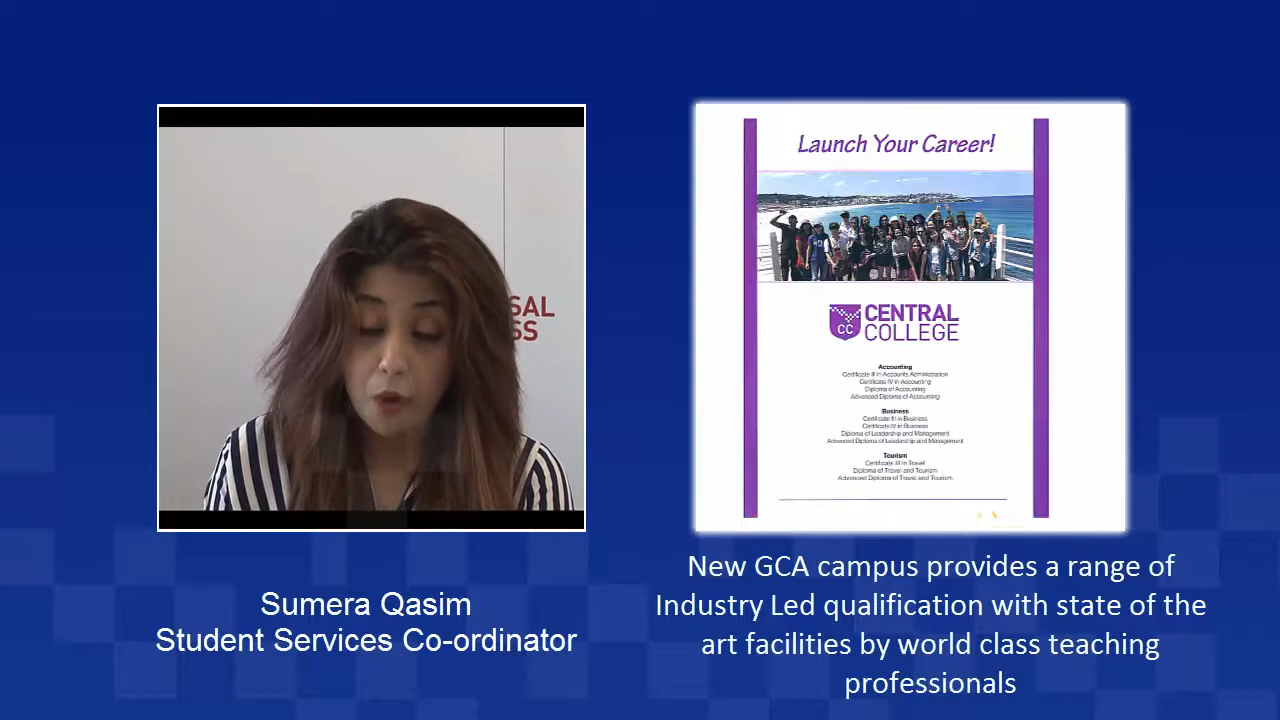 SAL
SS
Sumera Qasim
Student Services Co-ordinator
Launch Your Career!
CC
CENTRAL
COLLEGE
Accounting
Certificate III in Accounts Administration
Certificate IV in Accounting
Diploma of Accounting
Advanced Diploma of Accounting
Business
Certificate III in Business
Certificate IV in Business
Diploma of Leadership and Management
Advanced Diploma of Leadership and Management
Tourism
Certificate III in Travel
Diploma of Travel and Tourism
Advanced Diploma of Travel and Tourism
New GCA campus provides a range of
Industry Led qualification with state of the
art facilities by world class teaching
professionals